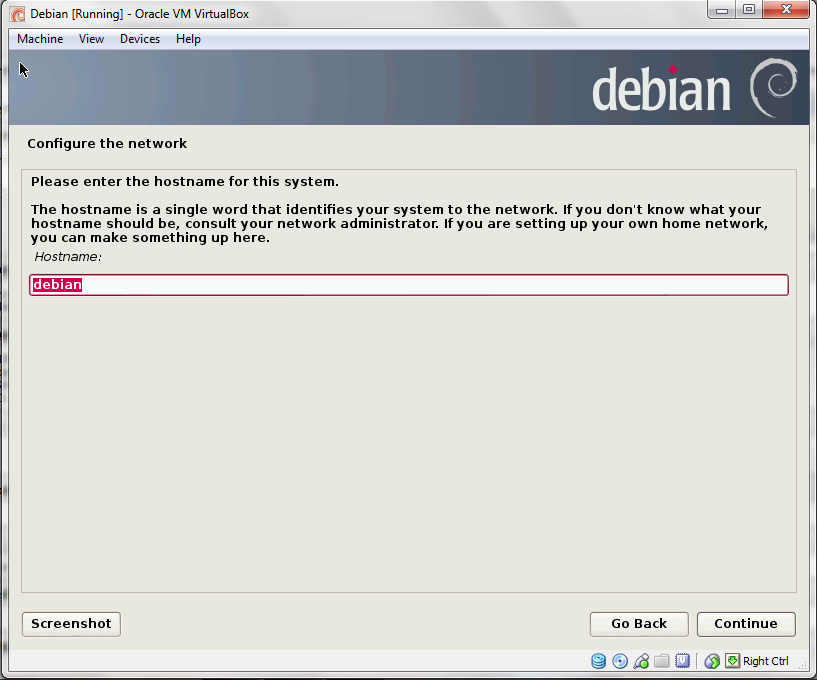 Debian [Running] - Oracle VM VirtualBox
Machine View Devices Help
debian
Configure the network
Please enter the hostname for this system.
The hostname is a single word that identifies your system to the network. If you don't know what your
hostname should be, consult your network administrator. If you are setting up your own home network,
you can make something up here.
Hostname:
debian
Screenshot Go Back Continue
Right Ctrl